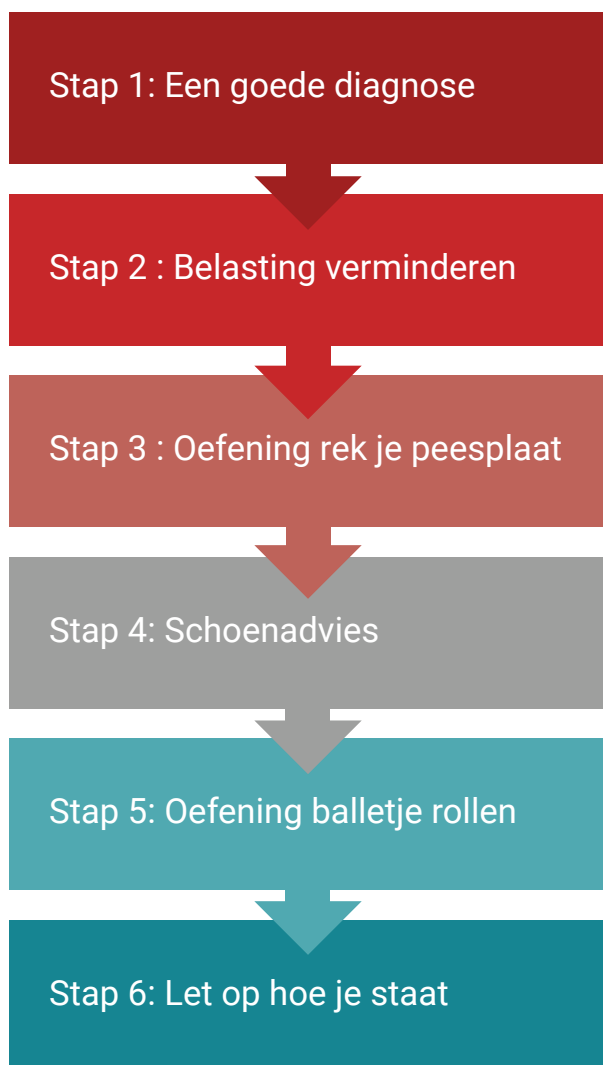 Stap 1: Een goede diagnose
Stap 2 : Belasting verminderen
Stap 3 : Oefening rek je peesplaat
Stap 4: Schoenadvies
Stap 5: Oefening balletje rollen
Stap 6: Let op hoe je staat